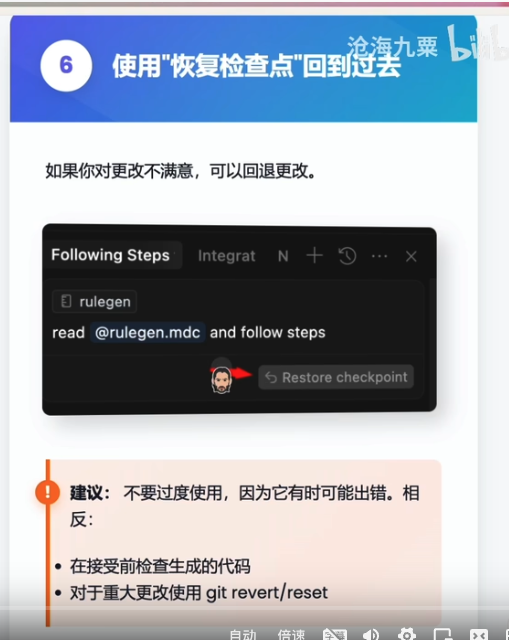 沧海九粟
bilibili
6
使用"恢复检查点"回到过去
如果你对更改不满意，可以回退更改。
Following Steps Integrat N
rulegen
read @rulegen.mdc and follow steps
Restore checkpoint
! 建议： 不要过度使用，因为它有时可能出错。相
反：
• 在接受前检查生成的代码
• 对于重大更改使用 git revert/reset
自动 倍速